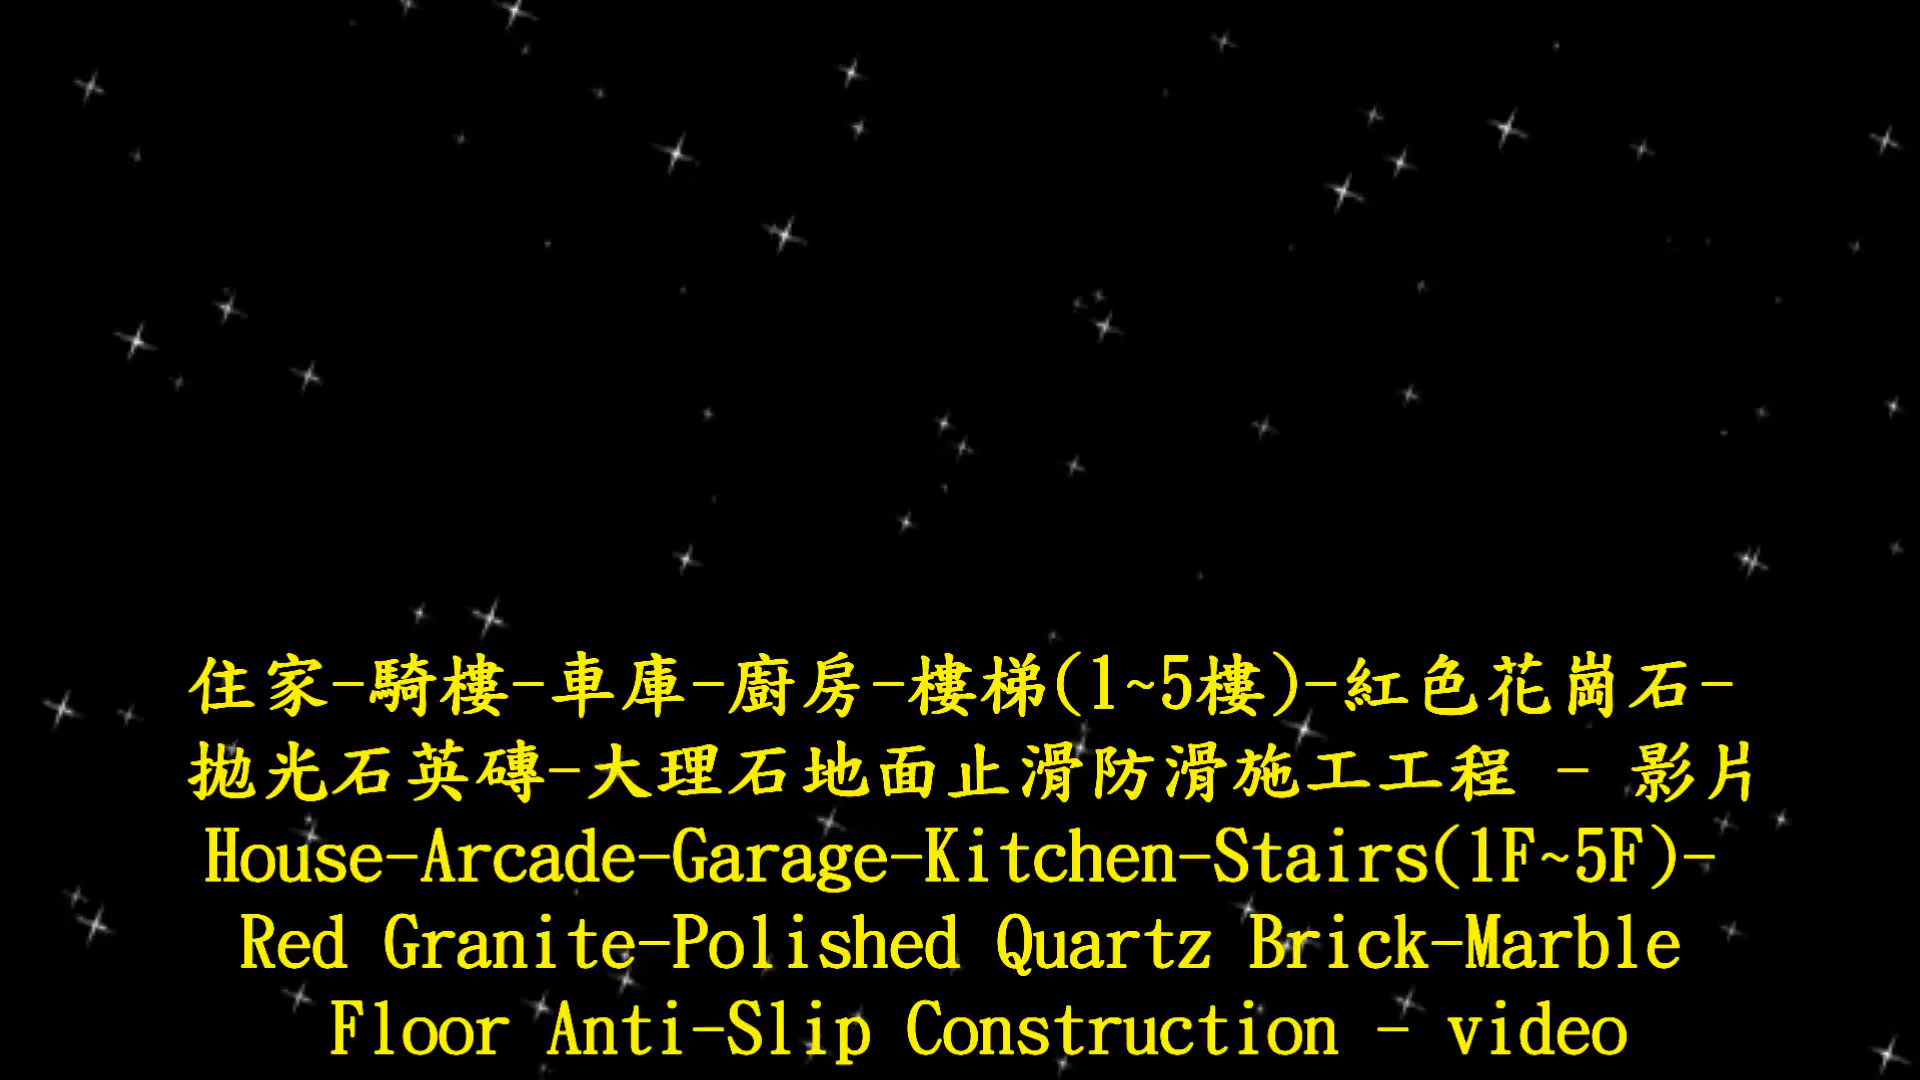 住家-騎樓-車庫-廚房-樓梯(1~5樓)-紅色花崗石-
拋光石英磚-大理石地面止滑防滑施工工程 - 影片
House-Arcade-Garage-Kitchen-Stairs(1F~5F)-
Red Granite-Polished Quartz Brick-Marble
Floor Anti-Slip Construction - video